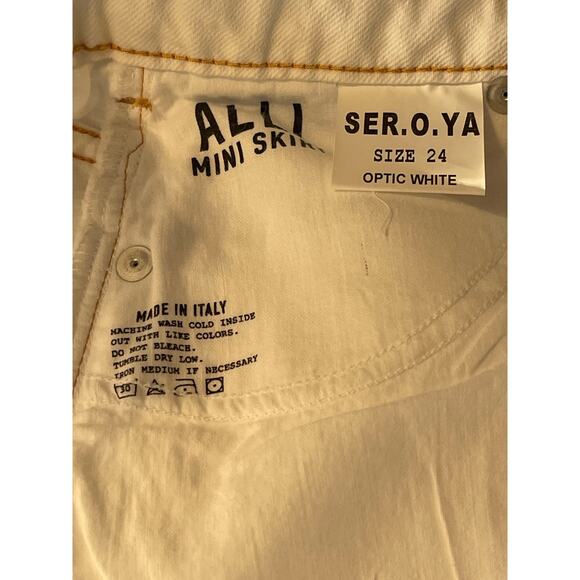 ALLI
MINI SKIRT
SER.O.YA
SIZE 24
OPTIC WHITE
MADE IN ITALY
MACHINE WASH COLD INSIDE
OUT WITH LIKE COLORS.
DO NOT BLEACH.
TUMBLE DRY LOW.
IRON MEDIUM IF NECESSARY
30